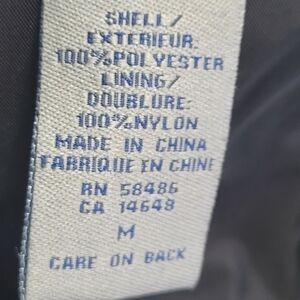 SHELL/
EXTERIEUR:
100%POLYESTER
LINING/
DOUBLURE:
100%NYLON
MADE IN CHINA
FABRIQUE EN CHINE
RN 58486
CA 14648
M
CARE ON BACK